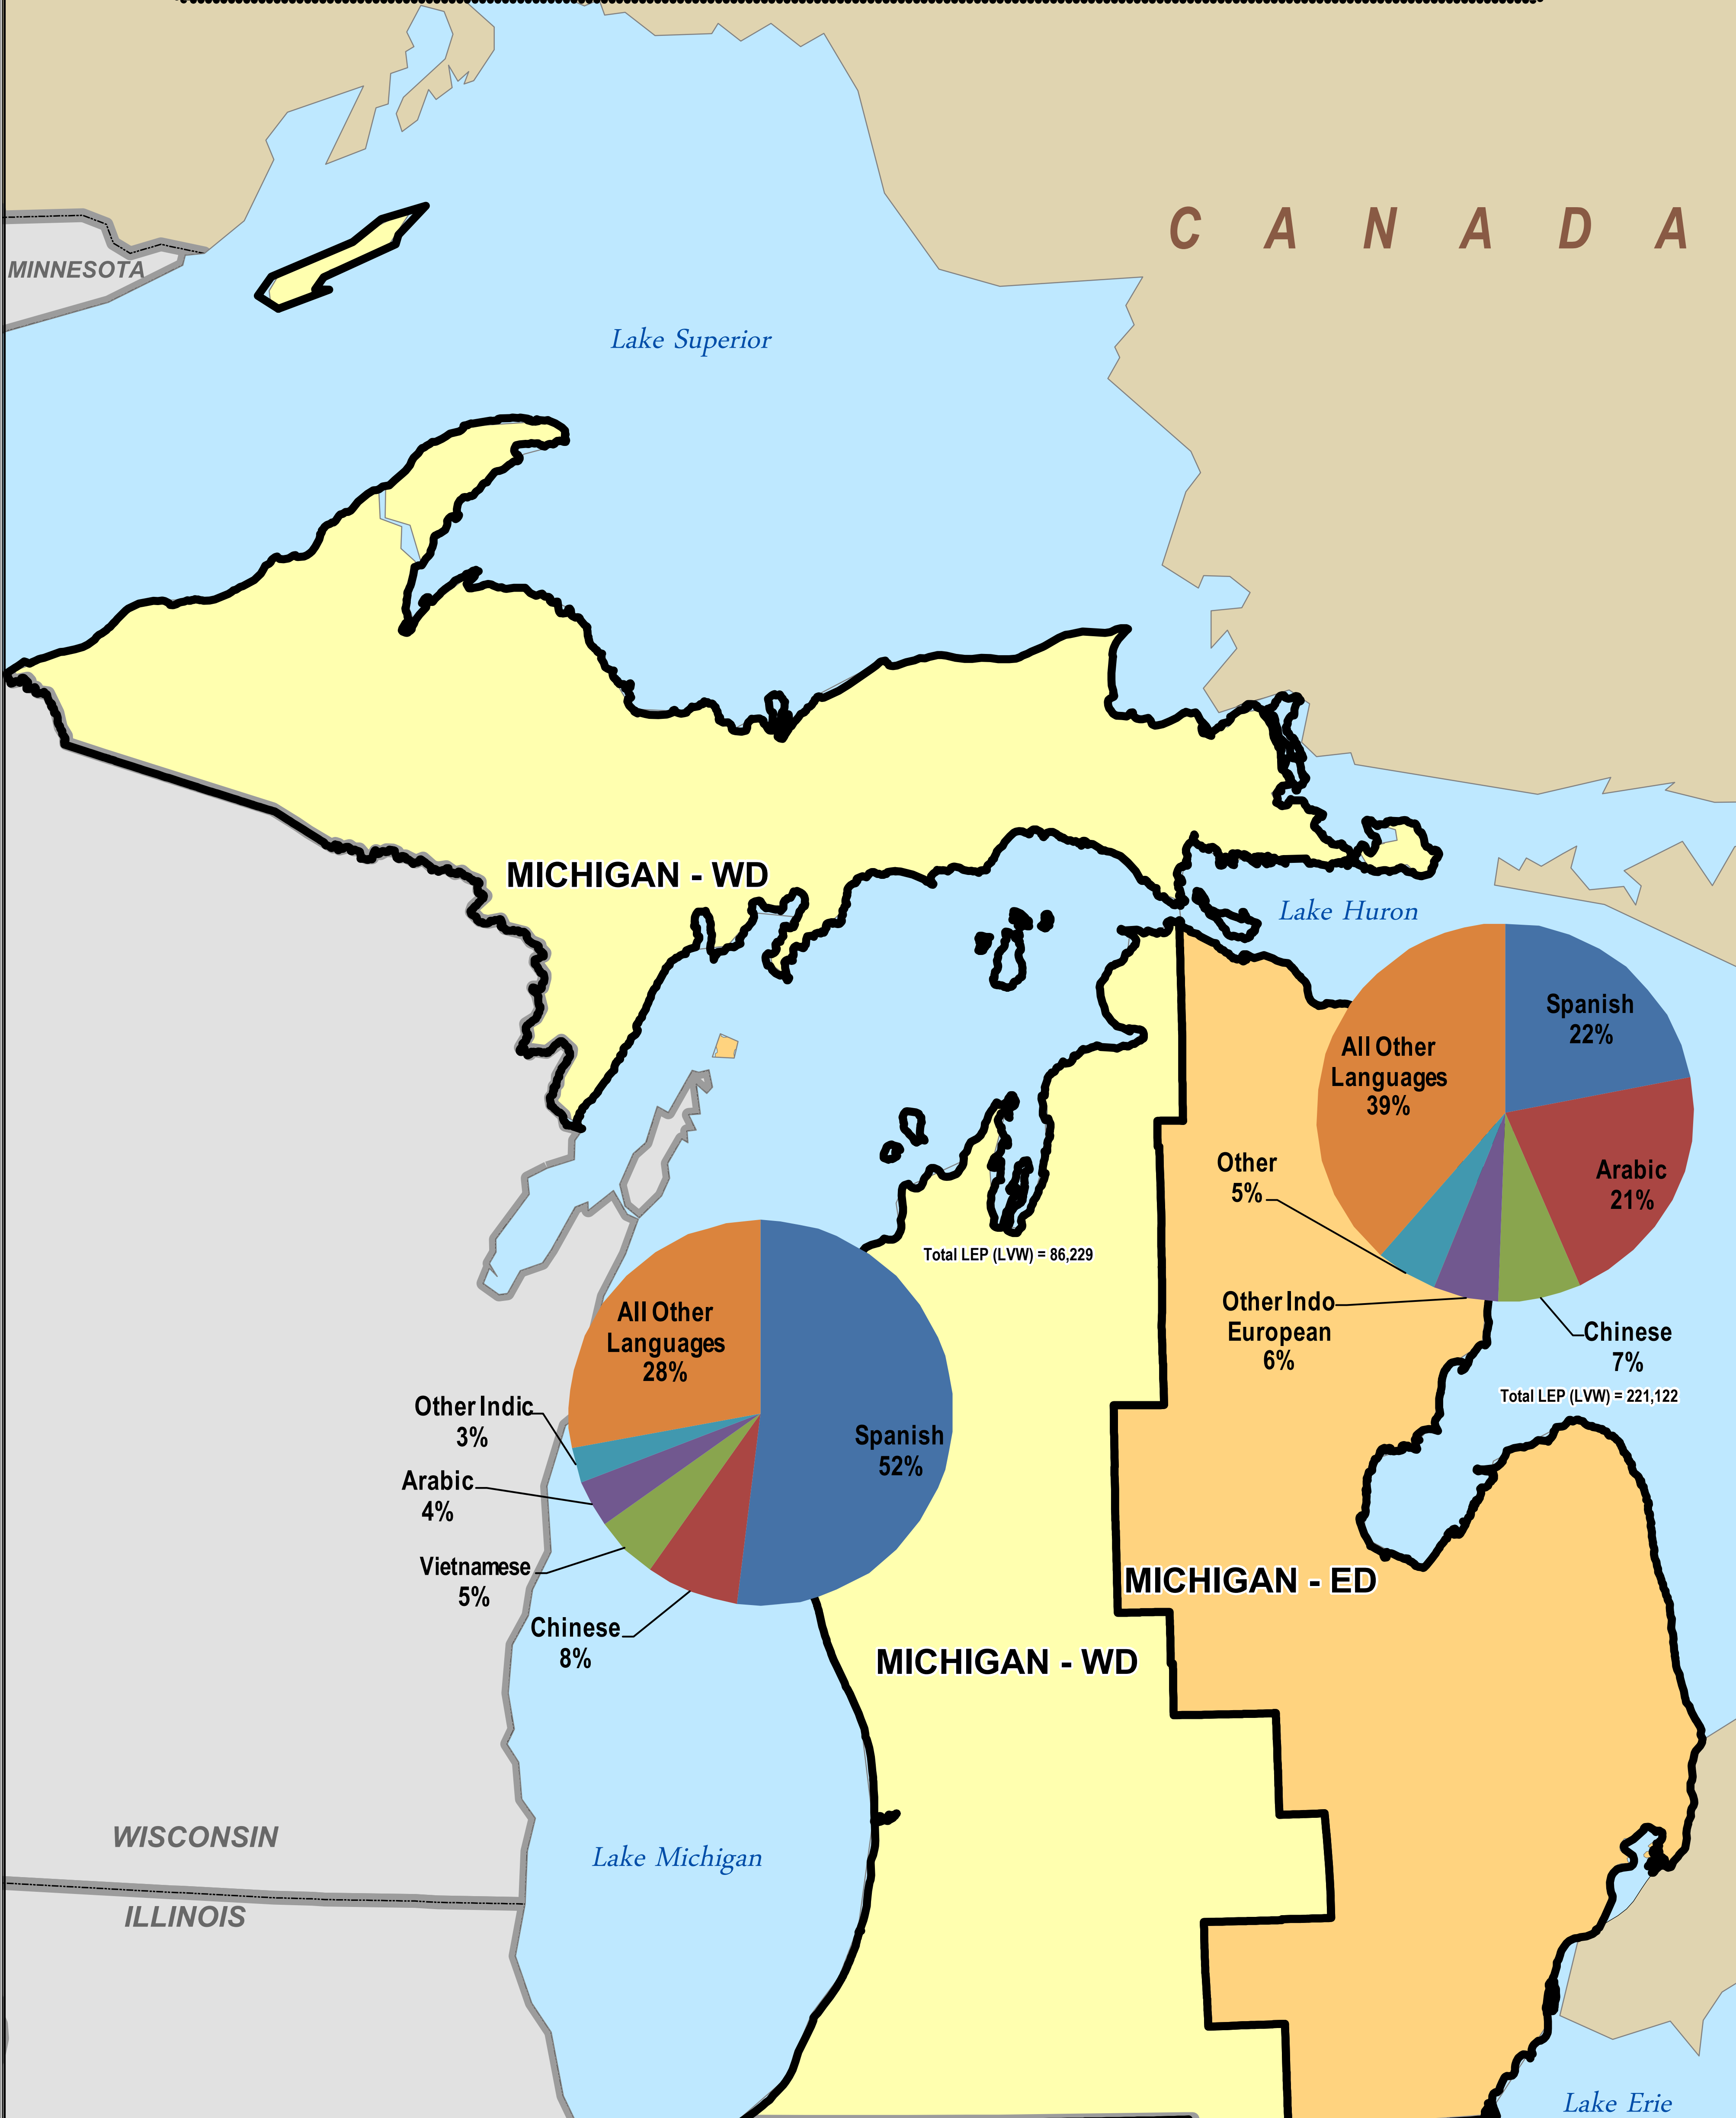 CANADA
MINNESOTA
Lake Superior
MICHIGAN - WD
Lake Huron
Spanish
22%
All Other
Languages
39%
Other
5%
Arabic
21%
Other Indo
European
6%
Chinese
7%
Total LEP (LVW) = 221,122
Total LEP (LVW) = 86,229
All Other
Languages
28%
Other Indic
3%
Spanish
52%
Arabic
4%
Vietnamese
5%
Chinese
8%
MICHIGAN - ED
MICHIGAN - WD
WISCONSIN
Lake Michigan
ILLINOIS
Lake Erie